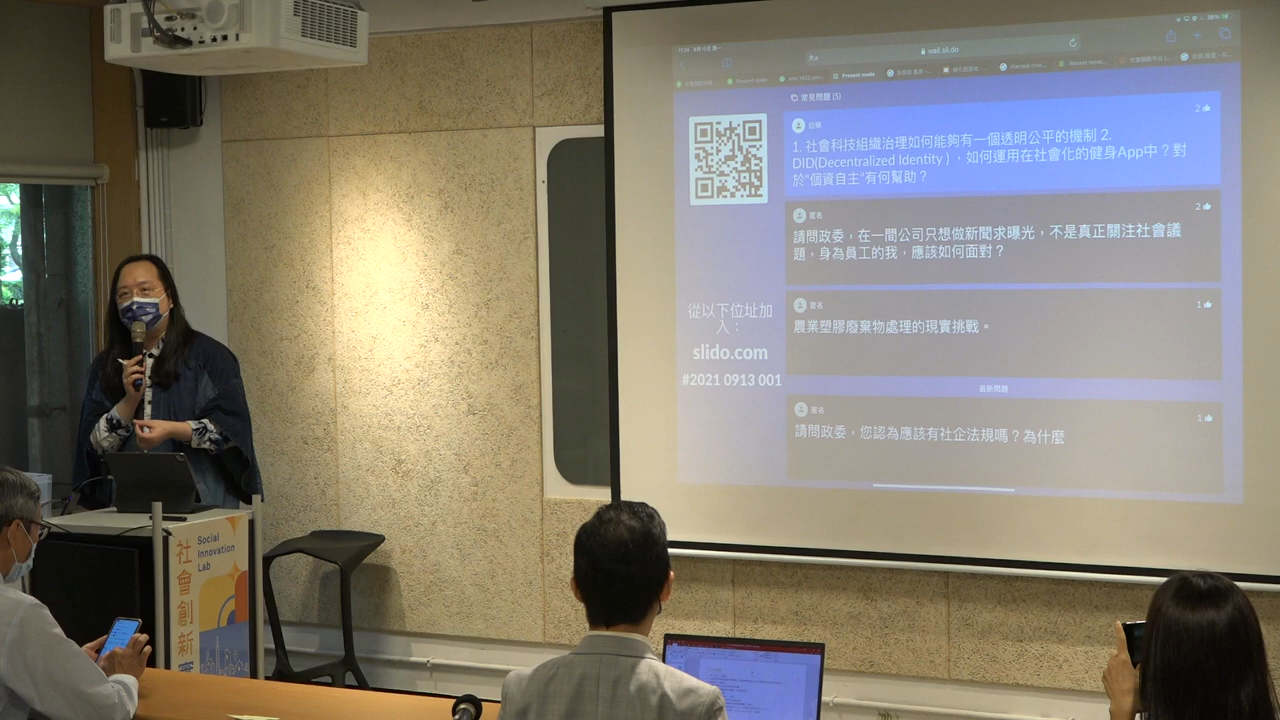 wall.sli.do
38%
Present mode
常見問題 (5)
2
1. 社會科技組織治理如何能夠有一個透明公平的機制 2.
DID(Decentralized Identity ) ，如何運用在社會化的健身App中？對
於"個資自主"有何幫助？
匿名
2
請問政委，在一間公司只想做新聞求曝光，不是真正關注社會議
題，身為員工的我，應該如何面對？
匿名
1
農業塑膠廢棄物處理的現實挑戰。
最新問題
匿名
1
請問政委，您認為應該有社企法規嗎？為什麼
從以下位址加
入：
slido.com
#2021 0913 001
Social
Innovation
Lab
社會創新